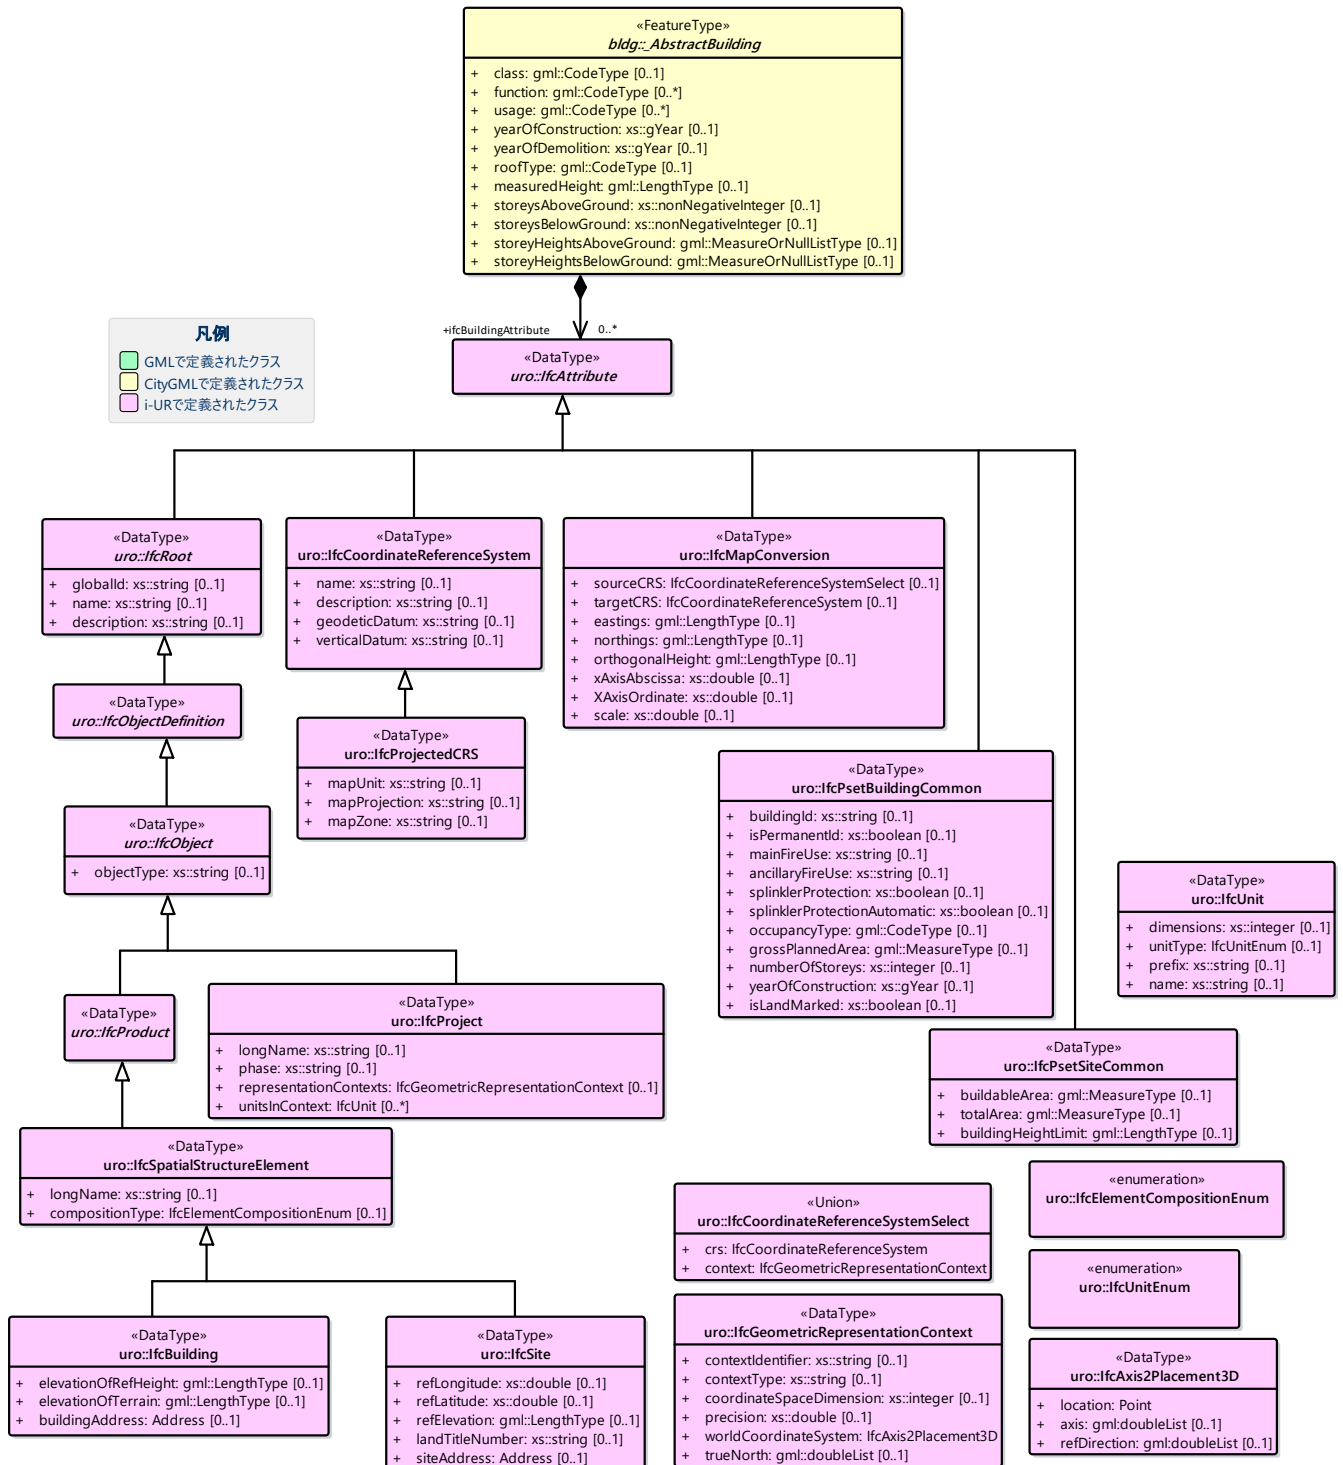 «FeatureType»
bldg::_AbstractBuilding
+ class: gml::CodeType [0..1]
+ function: gml::CodeType [0..*]
+ usage: gml::CodeType [0..*]
+ yearOfConstruction: xs::gYear [0..1]
+ yearOfDemolition: xs::gYear [0..1]
+ roofType: gml::CodeType [0..1]
+ measuredHeight: gml::LengthType [0..1]
+ storeysAboveGround: xs::nonNegativeInteger [0..1]
+ storeysBelowGround: xs::nonNegativeInteger [0..1]
+ storeyHeightsAboveGround: gml::MeasureOrNullListType [0..1]
+ storeyHeightsBelowGround: gml::MeasureOrNullListType [0..1]
+ifcBuildingAttribute 0..*
凡例
GMLで定義されたクラス
CityGMLで定義されたクラス
i-URで定義されたクラス
«DataType»
uro::IfcAttribute
«DataType»
uro::IfcRoot
+ globalId: xs::string [0..1]
+ name: xs::string [0..1]
+ description: xs::string [0..1]
«DataType»
uro::IfcCoordinateReferenceSystem
+ name: xs::string [0..1]
+ description: xs::string [0..1]
+ geodeticDatum: xs::string [0..1]
+ verticalDatum: xs::string [0..1]
«DataType»
uro::IfcMapConversion
+ sourceCRS: IfcCoordinateReferenceSystemSelect [0..1]
+ targetCRS: IfcCoordinateReferenceSystem [0..1]
+ eastings: gml::LengthType [0..1]
+ northings: gml::LengthType [0..1]
+ orthogonalHeight: gml::LengthType [0..1]
+ xAxisAbscissa: xs::double [0..1]
+ XAxisOrdinate: xs::double [0..1]
+ scale: xs::double [0..1]
«DataType»
uro::IfcObjectDefinition
«DataType»
uro::IfcProjectedCRS
+ mapUnit: xs::string [0..1]
+ mapProjection: xs::string [0..1]
+ mapZone: xs::string [0..1]
«DataType»
uro::IfcPsetBuildingCommon
+ buildingId: xs::string [0..1]
+ isPermanentId: xs::boolean [0..1]
+ mainFireUse: xs::string [0..1]
+ ancillaryFireUse: xs::string [0..1]
+ splinklerProtection: xs::boolean [0..1]
+ splinklerProtectionAutomatic: xs::boolean [0..1]
+ occupancyType: gml::CodeType [0..1]
+ grossPlannedArea: gml::MeasureType [0..1]
+ numberOfStoreys: xs::integer [0..1]
+ yearOfConstruction: xs::gYear [0..1]
+ isLandMarked: xs::boolean [0..1]
«DataType»
uro::IfcObject
+ objectType: xs::string [0..1]
«DataType»
uro::IfcUnit
+ dimensions: xs::integer [0..1]
+ unitType: IfcUnitEnum [0..1]
+ prefix: xs::string [0..1]
+ name: xs::string [0..1]
«DataType»
uro::IfcProduct
«DataType»
uro::IfcProject
+ longName: xs::string [0..1]
+ phase: xs::string [0..1]
+ representationContexts: IfcGeometricRepresentationContext [0..1]
+ unitsInContext: IfcUnit [0..*]
«DataType»
uro::IfcPsetSiteCommon
+ buildableArea: gml::MeasureType [0..1]
+ totalArea: gml::MeasureType [0..1]
+ buildingHeightLimit: gml::LengthType [0..1]
«DataType»
uro::IfcSpatialStructureElement
+ longName: xs::string [0..1]
+ compositionType: IfcElementCompositionEnum [0..1]
«Union»
uro::IfcCoordinateReferenceSystemSelect
+ crs: IfcCoordinateReferenceSystem
+ context: IfcGeometricRepresentationContext
«enumeration»
uro::IfcElementCompositionEnum
«enumeration»
uro::IfcUnitEnum
«DataType»
uro::IfcBuilding
+ elevationOfRefHeight: gml::LengthType [0..1]
+ elevationOfTerrain: gml::LengthType [0..1]
+ buildingAddress: Address [0..1]
«DataType»
uro::IfcSite
+ refLongitude: xs::double [0..1]
+ refLatitude: xs::double [0..1]
+ refElevation: gml::LengthType [0..1]
+ landTitleNumber: xs::string [0..1]
+ siteAddress: Address [0..1]
«DataType»
uro::IfcGeometricRepresentationContext
+ contextIdentifier: xs::string [0..1]
+ contextType: xs::string [0..1]
+ coordinateSpaceDimension: xs::integer [0..1]
+ precision: xs::double [0..1]
+ worldCoordinateSystem: IfcAxis2Placement3D
+ trueNorth: gml::doubleList [0..1]
«DataType»
uro::IfcAxis2Placement3D
+ location: Point
+ axis: gml:doubleList [0..1]
+ refDirection: gml:doubleList [0..1]